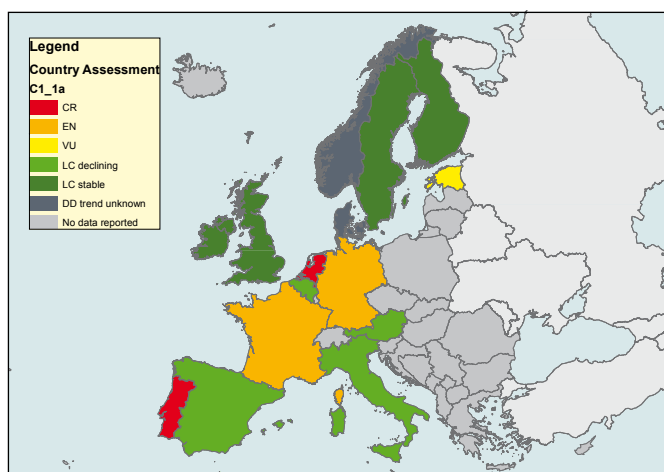 Legend
Country Assessment
C1_1a
CR
EN
VU
LC declining
LC stable
DD trend unknown
No data reported